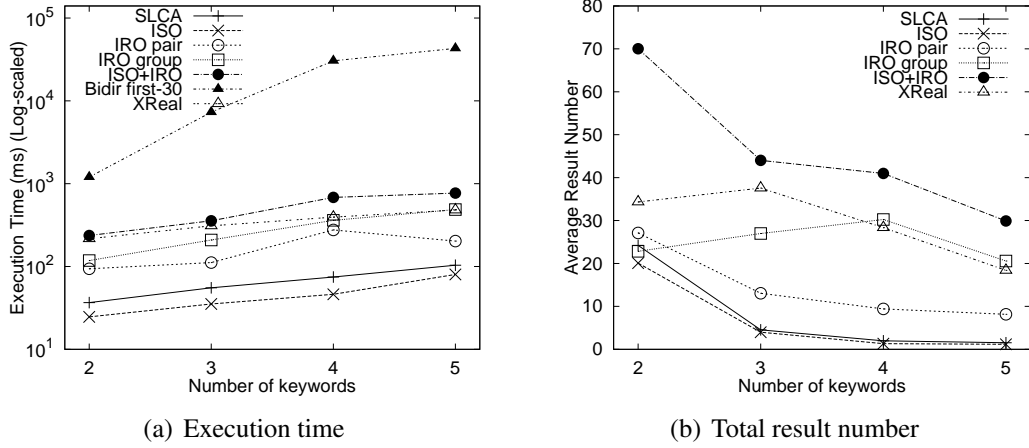 Execution Time (ms) (Log-scaled)
10^5
10^4
10^3
10^2
10^1
SLCA
ISO
IRO pair
IRO group
ISO+IRO
Bidir first-30
XReal
2 3 4 5
Number of keywords
(a) Execution time
Average Result Number
80
70
60
50
40
30
20
10
0
SLCA
ISO
IRO pair
IRO group
ISO+IRO
XReal
2 3 4 5
Number of keywords
(b) Total result number